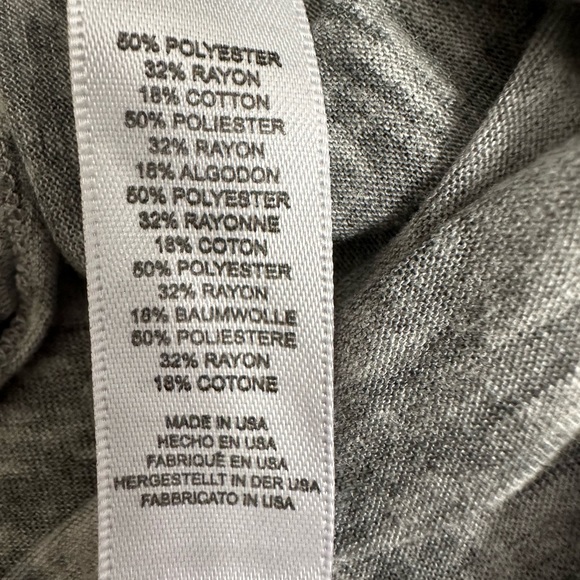 50% POLYESTER
32% RAYON
18% COTTON
50% POLIESTER
32% RAYON
18% ALGODON
50% POLYESTER
32% RAYONNE
18% COTON
50% POLYESTER
32% RAYON
18% BAUMWOLLE
50% POLIESTERE
32% RAYON
18% COTONE
MADE IN USA
HECHO EN USA
FABRIQUÉ EN USA
HERGESTELLT IN DER USA
FABBRICATO IN USA